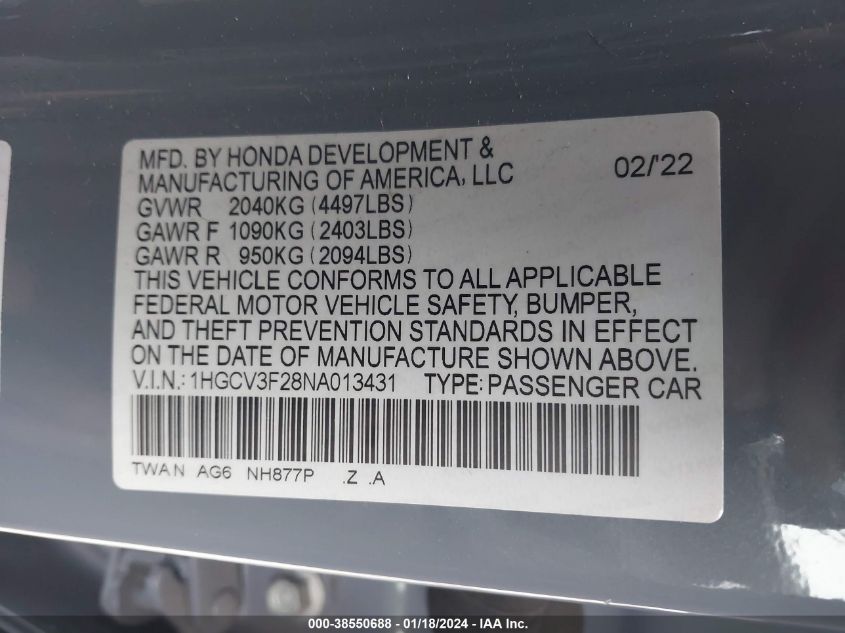 MFD. BY HONDA DEVELOPMENT &
MANUFACTURING OF AMERICA, LLC 02/'22
GVWR 2040KG (4497LBS)
GAWR F 1090KG (2403LBS)
GAWR R 950KG (2094LBS)
THIS VEHICLE CONFORMS TO ALL APPLICABLE
FEDERAL MOTOR VEHICLE SAFETY, BUMPER,
AND THEFT PREVENTION STANDARDS IN EFFECT
ON THE DATE OF MANUFACTURE SHOWN ABOVE.
V.I.N.: 1HGCV3F28NA013431 TYPE: PASSENGER CAR
TWAN AG6 NH877P .Z .A
000-38550688 - 01/18/2024 - IAA Inc.